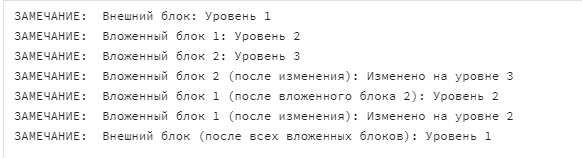 ЗАМЕЧАНИЕ:  Внешний блок: Уровень 1
ЗАМЕЧАНИЕ:  Вложенный блок 1: Уровень 2
ЗАМЕЧАНИЕ:  Вложенный блок 2: Уровень 3
ЗАМЕЧАНИЕ:  Вложенный блок 2 (после изменения): Изменено на уровне 3
ЗАМЕЧАНИЕ:  Вложенный блок 1 (после вложенного блока 2): Уровень 2
ЗАМЕЧАНИЕ:  Вложенный блок 1 (после изменения): Изменено на уровне 2
ЗАМЕЧАНИЕ:  Внешний блок (после всех вложенных блоков): Уровень 1